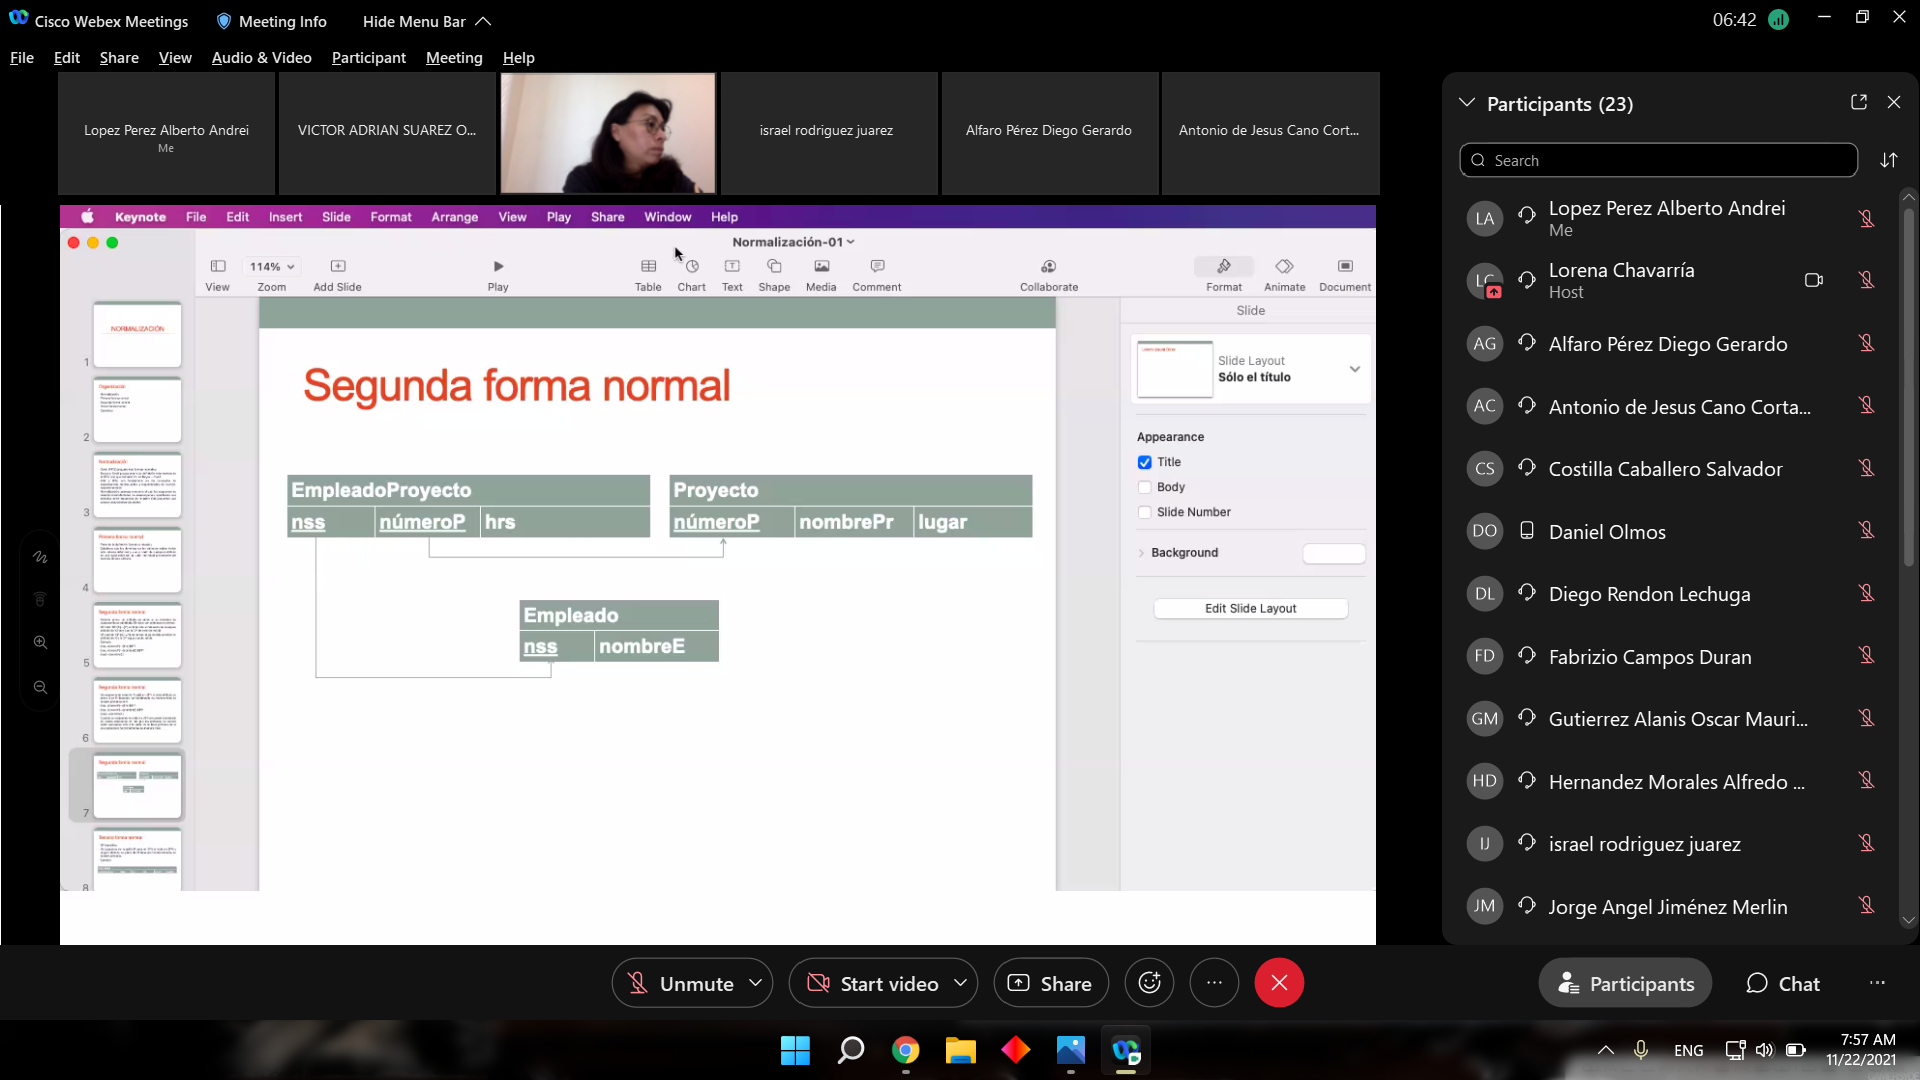 Cisco Webex Meetings
Meeting Info
Hide Menu Bar
06:42
File Edit Share View Audio & Video Participant Meeting Help
Lopez Perez Alberto Andrei
Me
VICTOR ADRIAN SUAREZ O...
israel rodriguez juarez
Alfaro Pérez Diego Gerardo
Antonio de Jesus Cano Cort...
Keynote File Edit Insert Slide Format Arrange View Play Share Window Help
Normalización-01
114%
View Zoom Add Slide Play Table Chart Text Shape Media Comment Collaborate Format Animate Document
NORMALIZACIÓN
1
2
3
4
5
6
7
8
Segunda forma normal
EmpleadoProyecto
nss númeroP hrs
Proyecto
númeroP nombrePr lugar
Empleado
nss nombreE
Slide
Slide Layout
Sólo el título
Appearance
Title
Body
Slide Number
Background
Edit Slide Layout
Participants (23)
Search
LA Lopez Perez Alberto Andrei
Me
LC Lorena Chavarría
Host
AG Alfaro Pérez Diego Gerardo
AC Antonio de Jesus Cano Corta...
CS Costilla Caballero Salvador
DO Daniel Olmos
DL Diego Rendon Lechuga
FD Fabrizio Campos Duran
GM Gutierrez Alanis Oscar Mauri...
HD Hernandez Morales Alfredo ...
IJ israel rodriguez juarez
JM Jorge Angel Jiménez Merlin
Unmute
Start video
Share
Participants
Chat
ENG
7:57 AM
11/22/2021